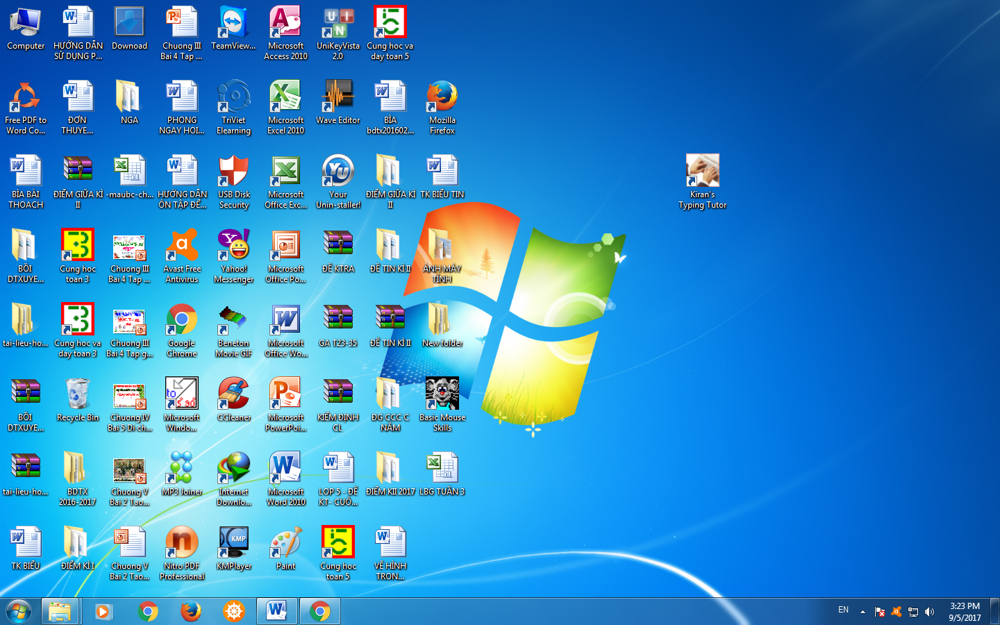 Computer
HƯỚNG DẪN
SỬ DỤNG P...
Downoad
Chuong III
Bai 4 Tap ...
TeamView...
Microsoft
Access 2010
UniKeyVista
2.0
Cung hoc va
day toan 5
Free PDF to
Word Co...
ĐƠN
THUYE...
NGA
PHONG
NGAY HOI...
TriViet
Elearning
Microsoft
Excel 2010
Wave Editor
BÌA
bdtx201602...
Mozilla
Firefox
BÌA BÀI
THOACH
ĐIỂM GIỮA KÌ
II
-maubc-ch...
HƯỚNG DẪN
ÔN TẬP ĐỂ...
USB Disk
Security
Microsoft
Office Exc...
Your
Unin-staller!
ĐIỂM GIỮA KÌ
II
TK BIỂU TIN
Kiran's
Typing Tutor
BỒI
DTXUYE...
Cung hoc
toan 3
Chuong III
Bai 4 Tap ...
Avast Free
Antivirus
Yahoo!
Messenger
Microsoft
Office Po...
ĐỀ KTRA
ĐỀ TIN KÌ II
ẢNH MÁY
TÍNH
tai-lieu-ho...
Cung hoc va
day toan 3
Chuong III
Bai 4 Tap g...
Google
Chrome
Beneton
Movie GIF
Microsoft
Office Wo...
GA T23-35
ĐỀ TIN KÌ II
New folder
BỒI
DTXUYE...
Recycle Bin
Chuong IV
Bai 5 Di ch...
Microsoft
Windo...
CCleaner
Microsoft
PowerPoi...
KIỂM ĐỊNH
CL
ĐG CCC C
NĂM
Basic Mouse
Skills
tai-lieu-ho...
BDTX
2016-2017
Chuong V
Bai 2 Tao...
MP3 Joiner
Internet
Downlo...
Microsoft
Word 2010
LOP 5 - ĐỀ
KT- CUỐ...
ĐIỂM KII 2017
LBG TUẦN 3
TK BIỂU
ĐIỂM KÌ I
Chuong V
Bai 2 Tao...
Nitro PDF
Professional
KMPlayer
Paint
Cung hoc
toan 5
VẼ HÌNH
TRON...
EN
3:23 PM
9/5/2017